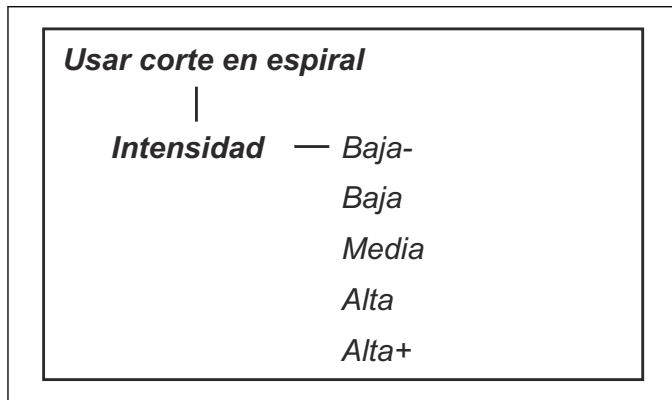 Usar corte en espiral
Intensidad — Baja-
Baja
Media
Alta
Alta+